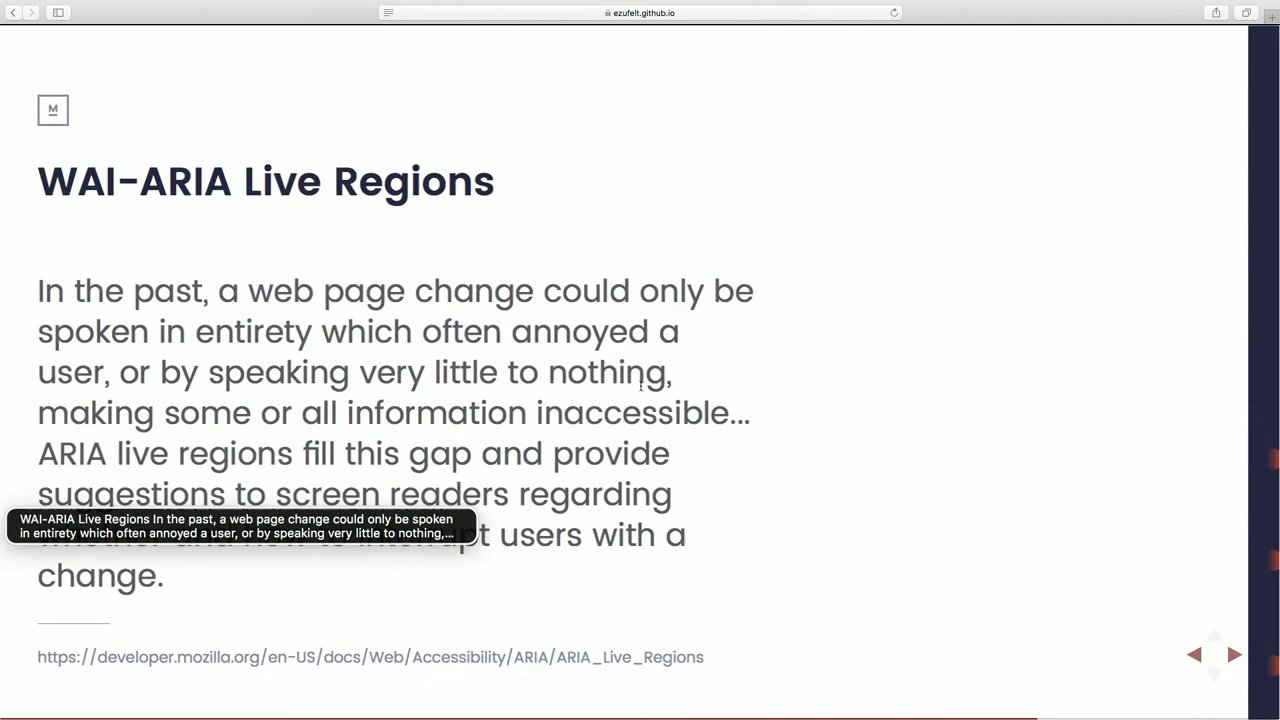 ezufelt.github.io
M
WAI-ARIA Live Regions
In the past, a web page change could only be
spoken in entirety which often annoyed a
user, or by speaking very little to nothing,
making some or all information inaccessible...
ARIA live regions fill this gap and provide
suggestions to screen readers regarding
WAI-ARIA Live Regions In the past, a web page change could only be spoken
in entirety which often annoyed a user, or by speaking very little to nothing,...
users with a
change.
https://developer.mozilla.org/en-US/docs/Web/Accessibility/ARIA/ARIA_Live_Regions